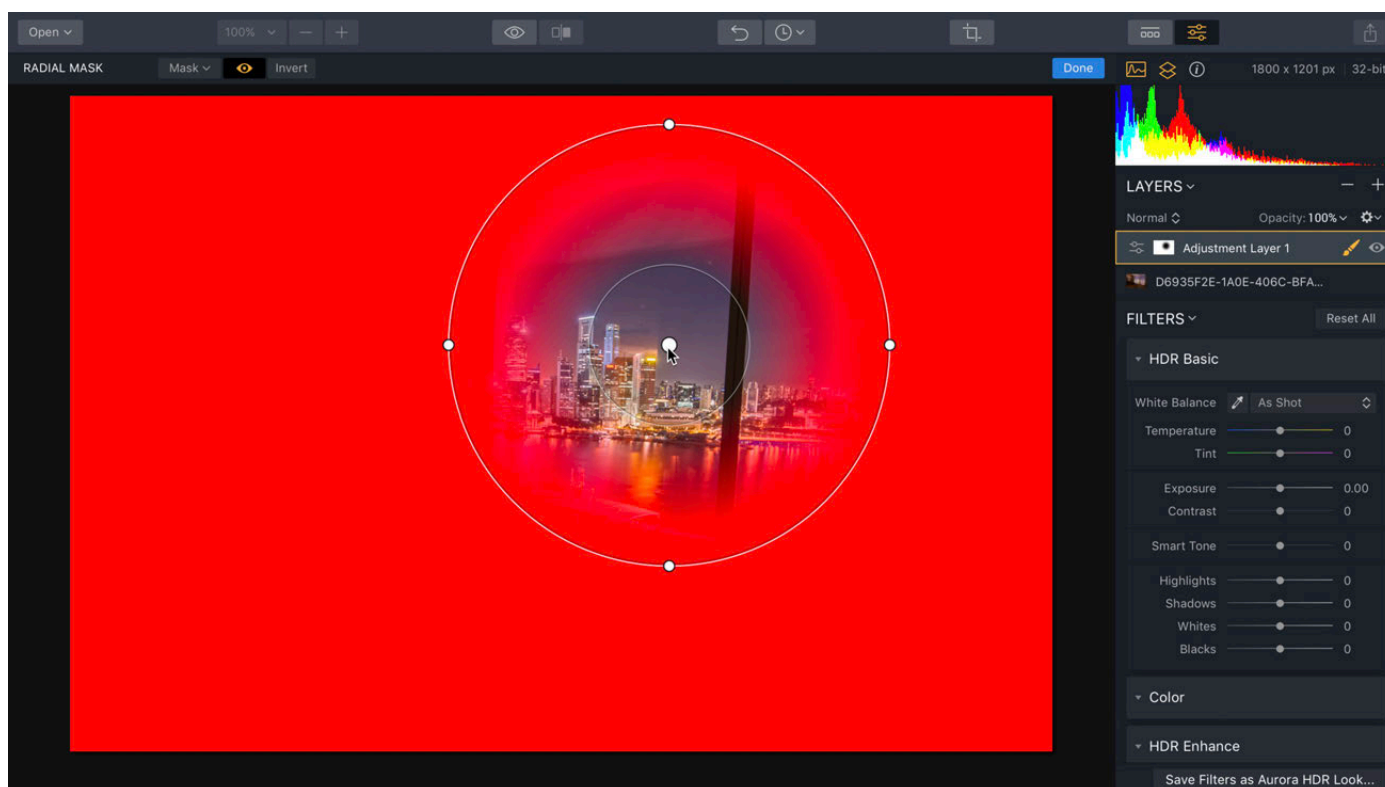 Open
100%
RADIAL MASK Mask Invert Done
1800 x 1201 px 32-bit
LAYERS
Normal Opacity: 100%
Adjustment Layer 1
D6935F2E-1A0E-406C-BFA...
FILTERS Reset All
HDR Basic
White Balance As Shot
Temperature 0
Tint 0
Exposure 0.00
Contrast 0
Smart Tone 0
Highlights 0
Shadows 0
Whites 0
Blacks 0
Color
HDR Enhance
Save Filters as Aurora HDR Look...